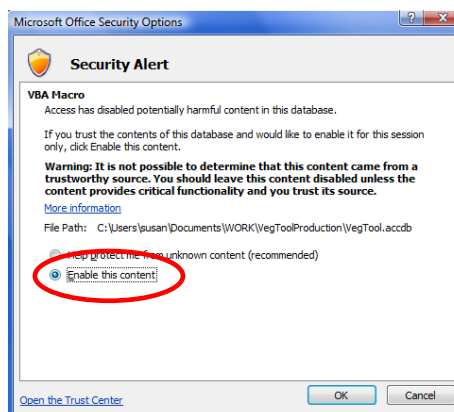 Microsoft Office Security Options
Security Alert
VBA Macro
Access has disabled potentially harmful content in this database.
If you trust the contents of this database and would like to enable it for this session
only, click Enable this content.
Warning: It is not possible to determine that this content came from a
trustworthy source. You should leave this content disabled unless the
content provides critical functionality and you trust its source.
More information
File Path: C:\Users\susan\Documents\WORK\VegToolProduction\VegTool.accdb
Help protect me from unknown content (recommended)
Enable this content
Open the Trust Center
OK
Cancel